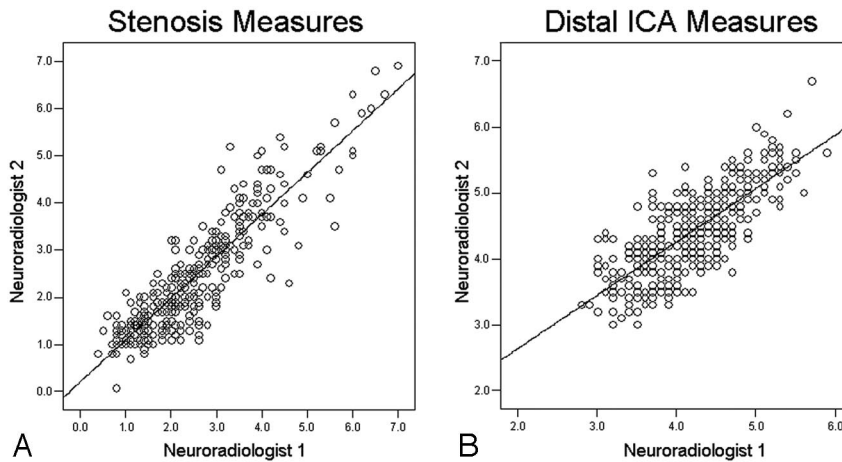 Stenosis Measures
7.0
6.0
5.0
4.0
3.0
2.0
1.0
0.0
Neuroradiologist 2
0.0 1.0 2.0 3.0 4.0 5.0 6.0 7.0
Neuroradiologist 1
A
Distal ICA Measures
7.0
6.0
5.0
4.0
3.0
2.0
Neuroradiologist 2
2.0 3.0 4.0 5.0 6.0
Neuroradiologist 1
B